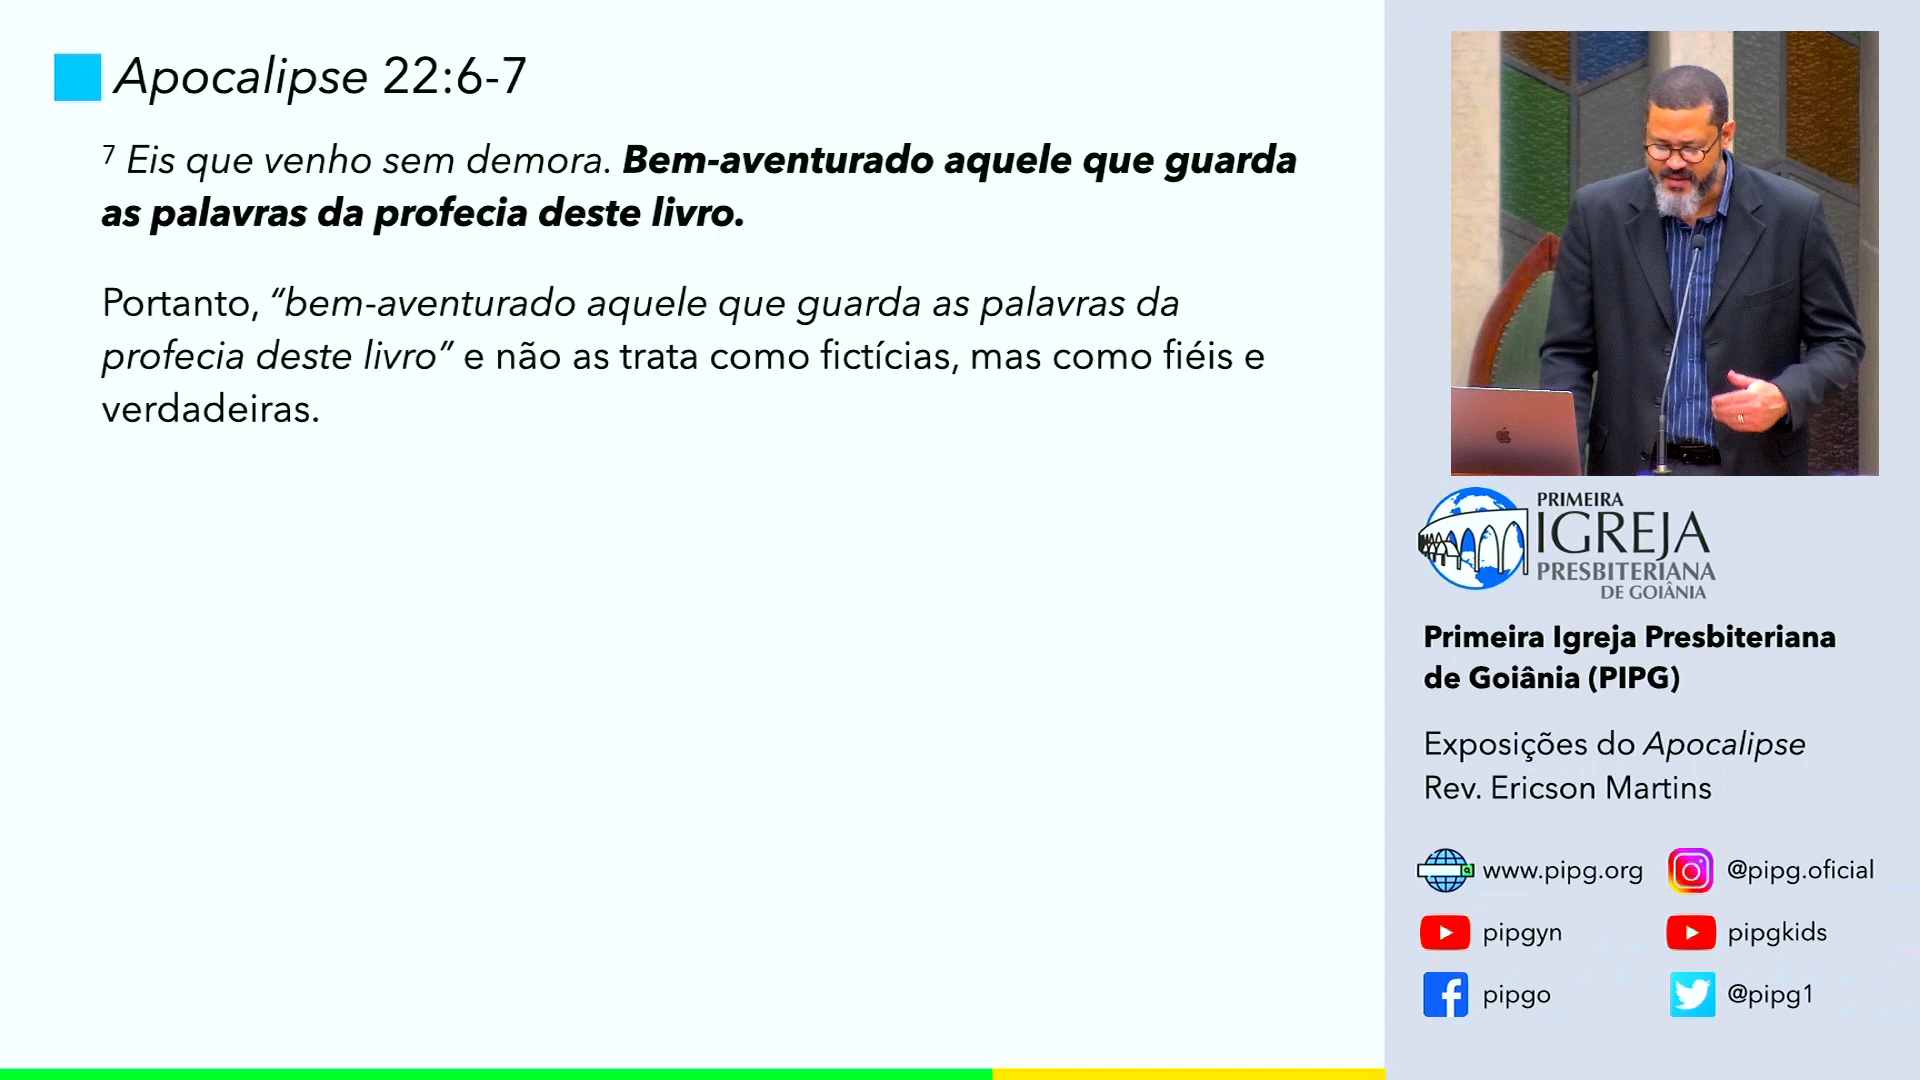 Apocalipse 22:6-7
⁷ Eis que venho sem demora. Bem-aventurado aquele que guarda
as palavras da profecia deste livro.
Portanto, “bem-aventurado aquele que guarda as palavras da
profecia deste livro” e não as trata como fictícias, mas como fiéis e
verdadeiras.
PRIMEIRA
IGREJA
PRESBITERIANA
DE GOIÂNIA
Primeira Igreja Presbiteriana
de Goiânia (PIPG)
Exposições do Apocalipse
Rev. Ericson Martins
www.pipg.org
@pipg.oficial
pipgyn
pipgkids
pipgo
@pipg1